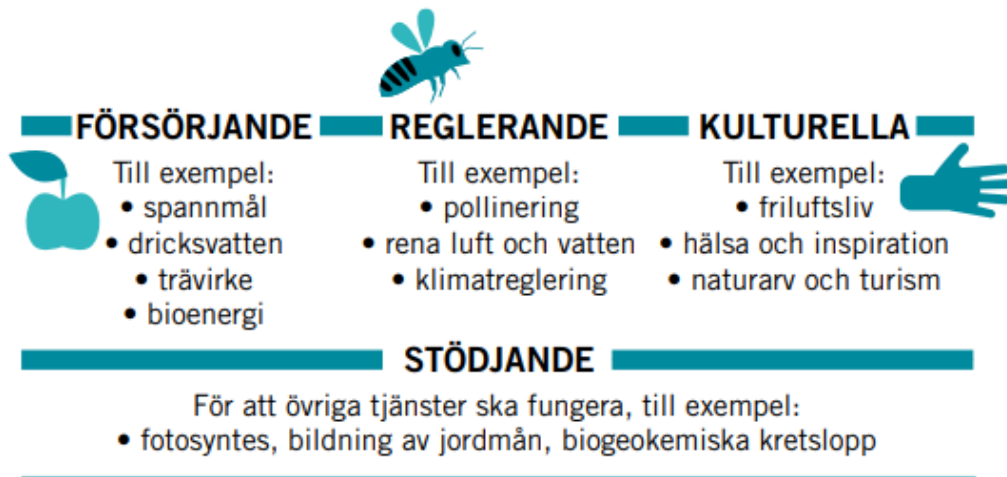 FÖRSÖRJANDE
Till exempel:
• spannmål
• dricksvatten
• trävirke
• bioenergi
REGLERANDE
Till exempel:
• pollinering
• rena luft och vatten
• klimatreglering
KULTURELLA
Till exempel:
• friluftsliv
• hälsa och inspiration
• naturarv och turism
STÖDJANDE
För att övriga tjänster ska fungera, till exempel:
• fotosyntes, bildning av jordmån, biogeokemiska kretslopp